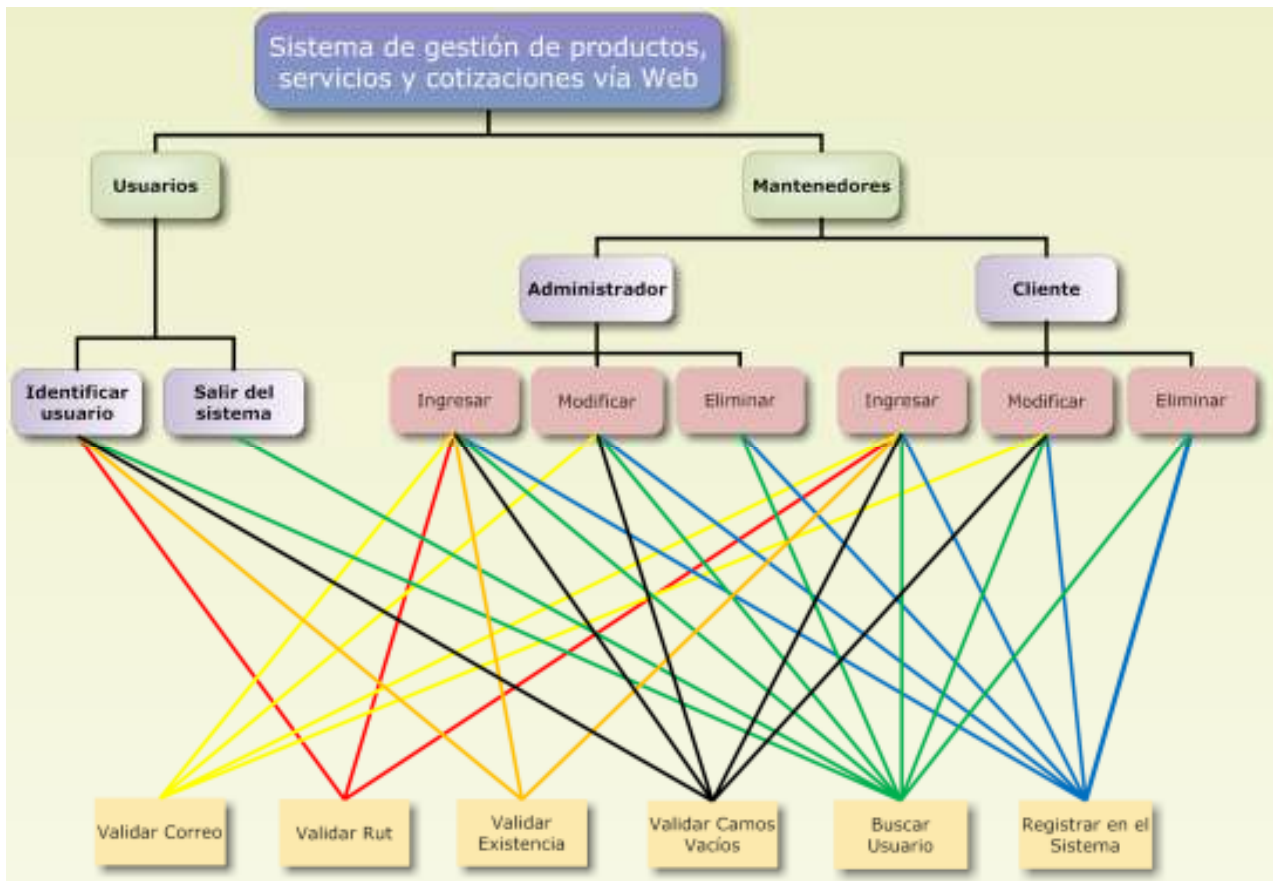 Sistema de gestión de productos,
servicios y cotizaciones vía Web
Usuarios
Mantenedores
Administrador
Cliente
Identificar
usuario
Salir del
sistema
Ingresar
Modificar
Eliminar
Ingresar
Modificar
Eliminar
Validar Correo
Validar Rut
Validar
Existencia
Validar Camos
Vacíos
Buscar
Usuario
Registrar en el
Sistema